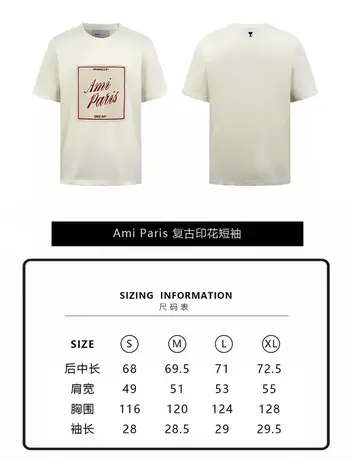 Ami
Paris
Ami Paris 复古印花短袖
SIZING INFORMATION
尺码表
SIZE S M L XL
后中长 68 69.5 71 72.5
肩宽 49 51 53 55
胸围 116 120 124 128
袖长 28 28.5 29 29.5